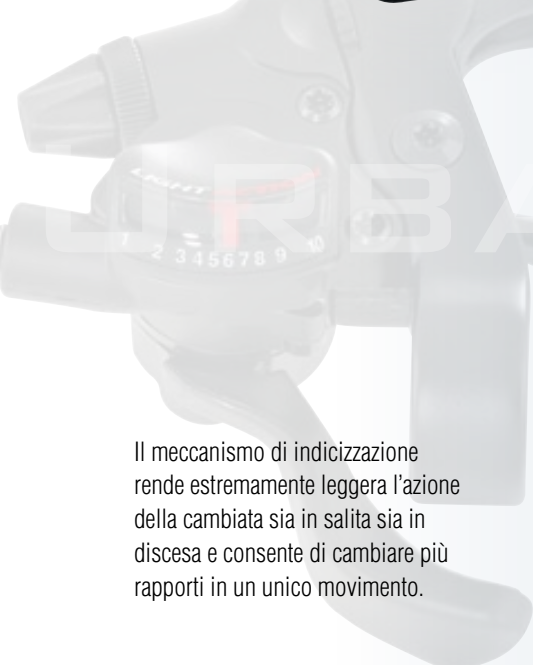 LIGHT
URBA
1 2 3 4 5 6 7 8 9 10
Il meccanismo di indicizzazione
rende estremamente leggera l’azione
della cambiata sia in salita sia in
discesa e consente di cambiare più
rapporti in un unico movimento.